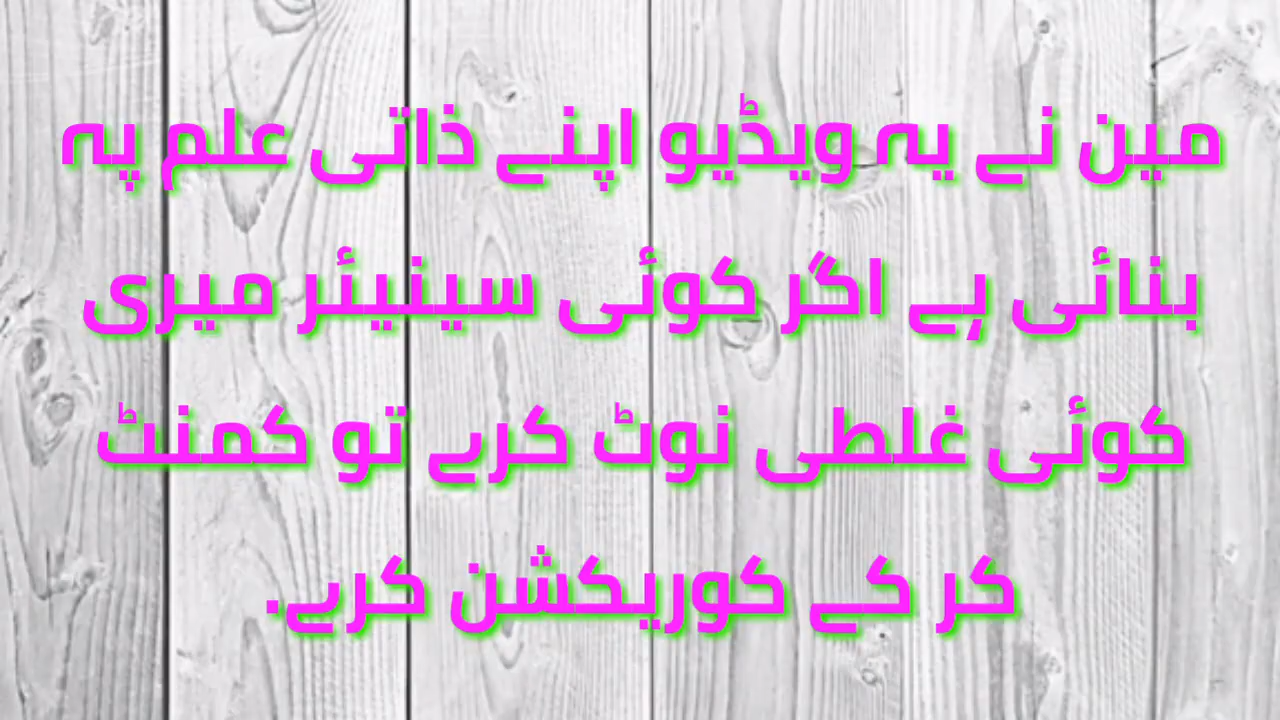 مین نے یہ ویڈیو اپنے ذاتی علم پہ
بنائی ہے اگر کوئی سینیئر میری
کوئی غلطی نوٹ کرے تو کمنٹ
کر کے کوریکشن کرے.